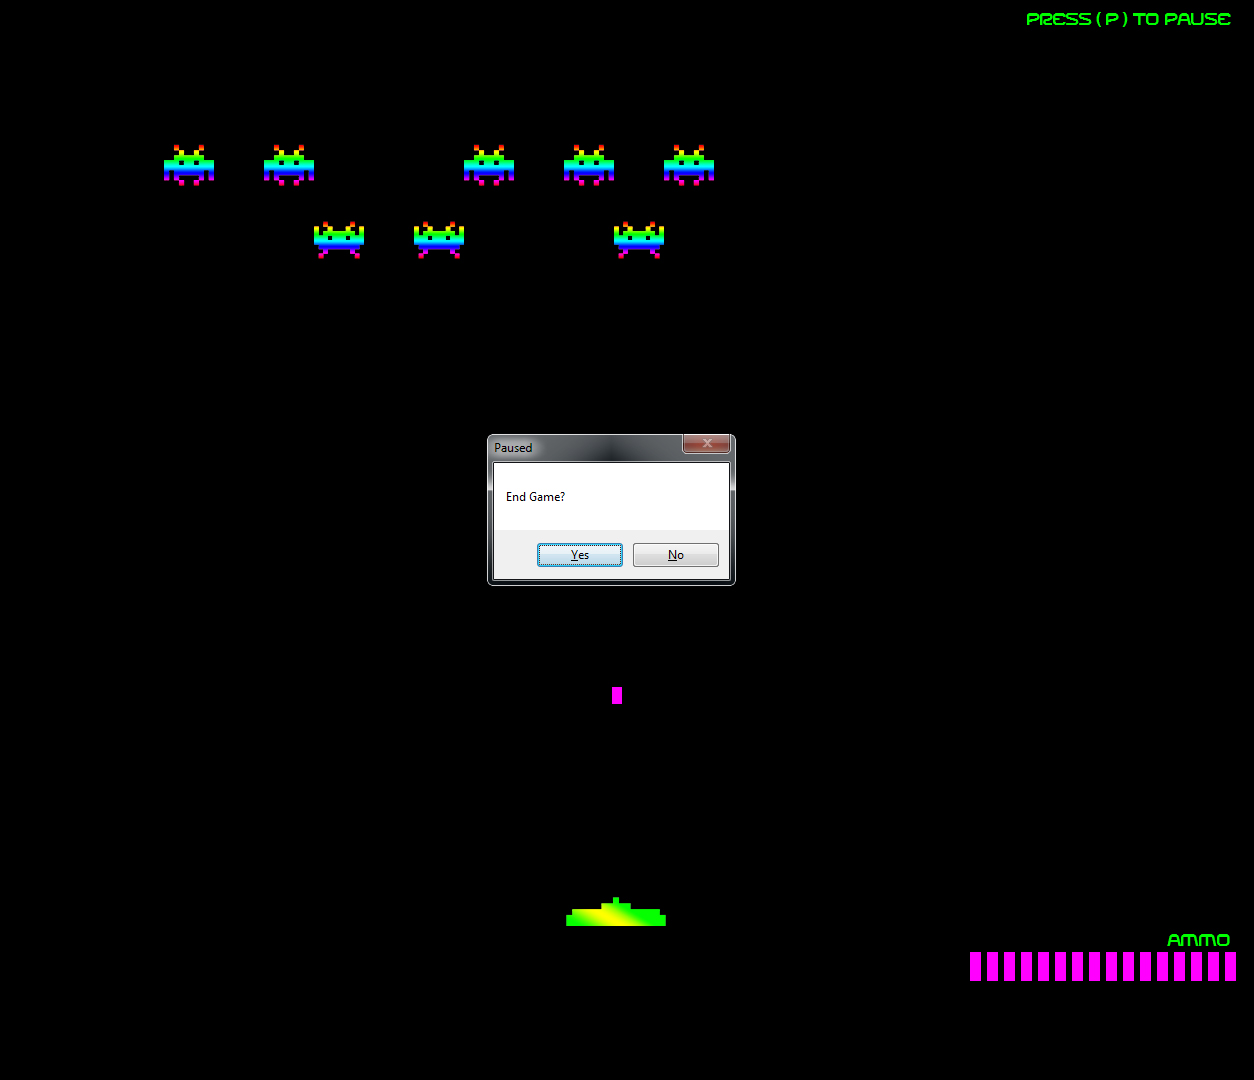 PRESS (P) TO PAUSE
Paused
End Game?
Yes
No
AMMO